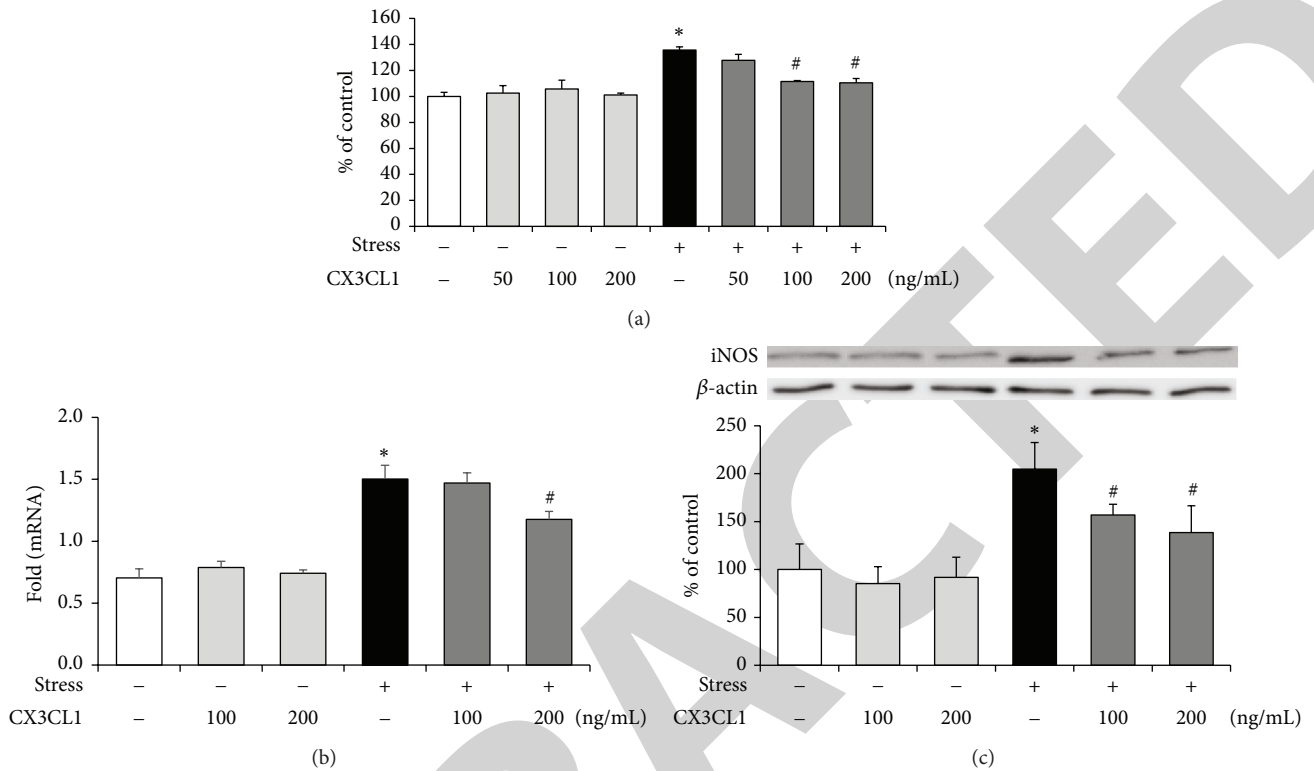 160
140
120
100
80
60
40
20
0
% of control
* # #
Stress – – – – + + + +
CX3CL1 – 50 100 200 – 50 100 200 (ng/mL)
(a)
2.0
1.5
1.0
0.5
0.0
Fold (mRNA)
* #
Stress – – – + + +
CX3CL1 – 100 200 – 100 200 (ng/mL)
(b)
iNOS
β-actin
250
200
150
100
50
0
% of control
* # #
Stress – – – + + +
CX3CL1 – 100 200 – 100 200 (ng/mL)
(c)
RACTED